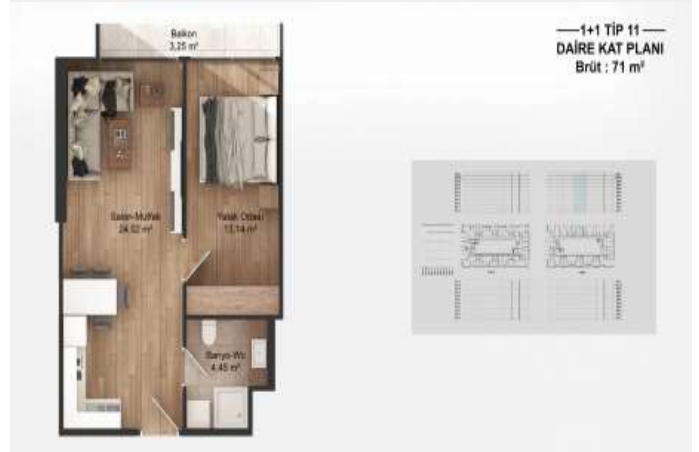 1+1 TİP 11
DAİRE KAT PLANI
Brüt : 71 m²
Balkon
3,25 m²
Salon-Mutfak
24,52 m²
Yatak Odası
13,14 m²
Banyo-Wc
4,45 m²